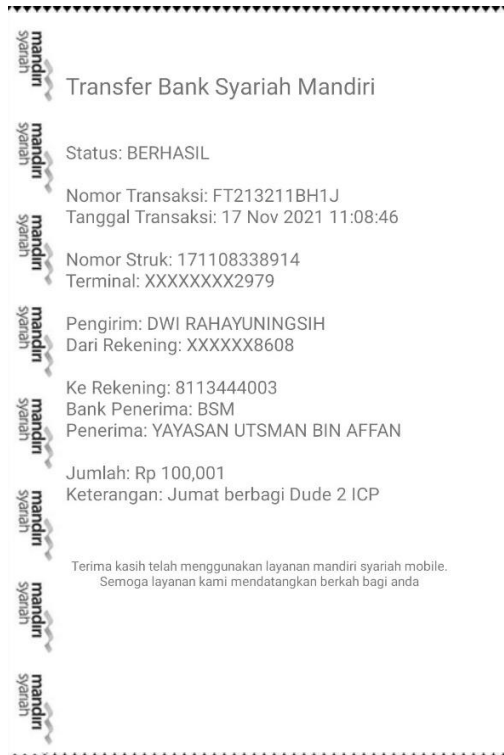 Transfer Bank Syariah Mandiri
Status: BERHASIL
Nomor Transaksi: FT213211BH1J
Tanggal Transaksi: 17 Nov 2021 11:08:46
Nomor Struk: 171108338914
Terminal: XXXXXXXX2979
Pengirim: DWI RAHAYUNINGSIH
Dari Rekening: XXXXXX8608
Ke Rekening: 8113444003
Bank Penerima: BSM
Penerima: YAYASAN UTSMAN BIN AFFAN
Jumlah: Rp 100,001
Keterangan: Jumat berbagi Dude 2 ICP
Terima kasih telah menggunakan layanan mandiri syariah mobile.
Semoga layanan kami mendatangkan berkah bagi anda
mandiri
syariah
mandiri
syariah
mandiri
syariah
mandiri
syariah
mandiri
syariah
mandiri
syariah
mandiri
syariah
mandiri
syariah